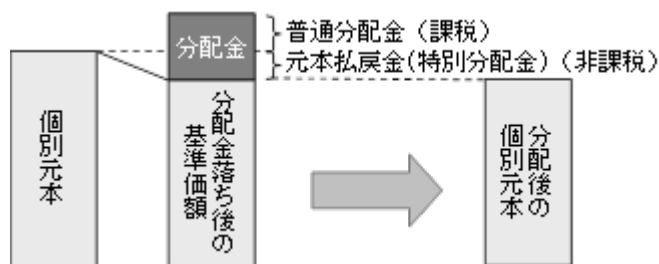 分配金
普通分配金（課税）
元本払戻金(特別分配金)（非課税）
個別元本
分配金落ち後の
基準価額
分配後の
個別元本